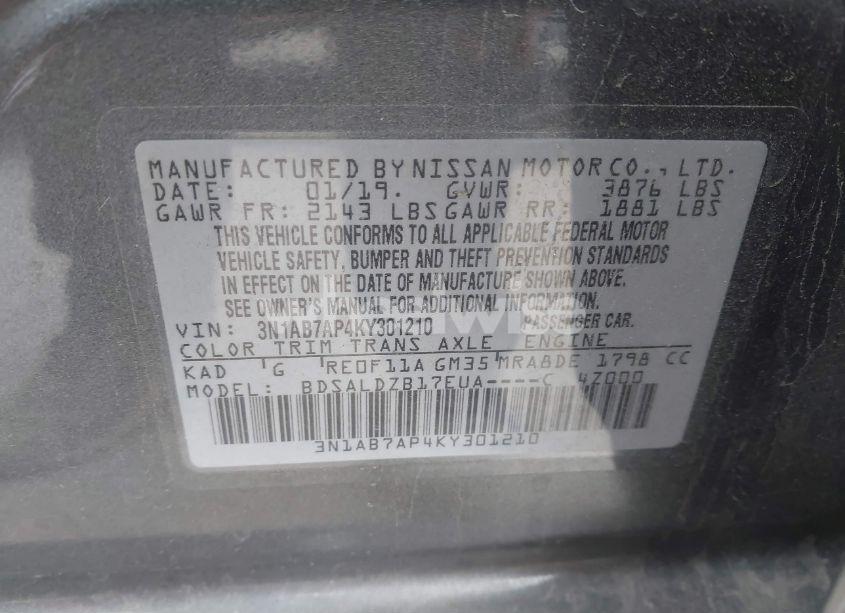 MANUFACTURED BY NISSAN MOTOR CO., LTD.
DATE: 01/19. GVWR: 3876 LBS
GAWR FR: 2143 LBS GAWR RR: 1881 LBS
THIS VEHICLE CONFORMS TO ALL APPLICABLE FEDERAL MOTOR
VEHICLE SAFETY, BUMPER AND THEFT PREVENTION STANDARDS
IN EFFECT ON THE DATE OF MANUFACTURE SHOWN ABOVE.
SEE OWNER'S MANUAL FOR ADDITIONAL INFORMATION.
VIN: 3N1AB7AP4KY301210 PASSENGER CAR.
COLOR TRIM TRANS AXLE ENGINE
KAD G RE0F11A GM35 MRA8DE 1798 CC
MODEL: BDSALDZB17EUA----C 4Z000
3N1AB7AP4KY301210